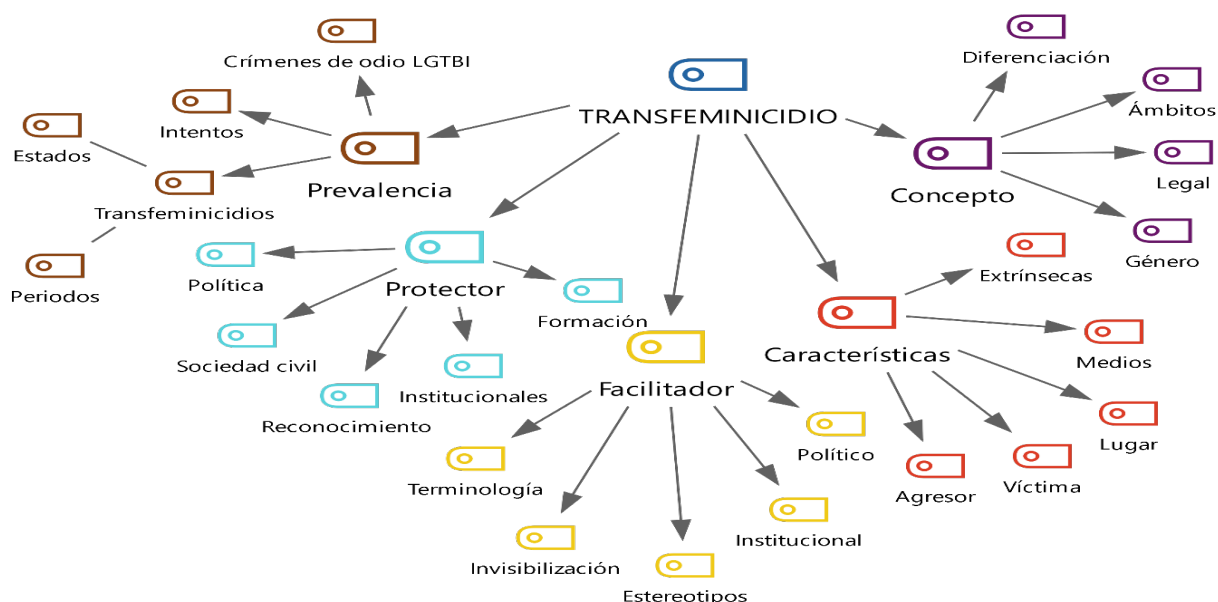 Crímenes de odio LGTBI
Diferenciación
TRANSFEMINICIDIO
Ámbitos
Intentos
Estados
Prevalencia
Concepto
Legal
Transfeminicidios
Género
Extrínsecas
Política
Periodos
Protector
Formación
Características
Medios
Sociedad civil
Institucionales
Facilitador
Reconocimiento
Lugar
Político
Terminología
Agresor
Víctima
Institucional
Invisibilización
Estereotipos